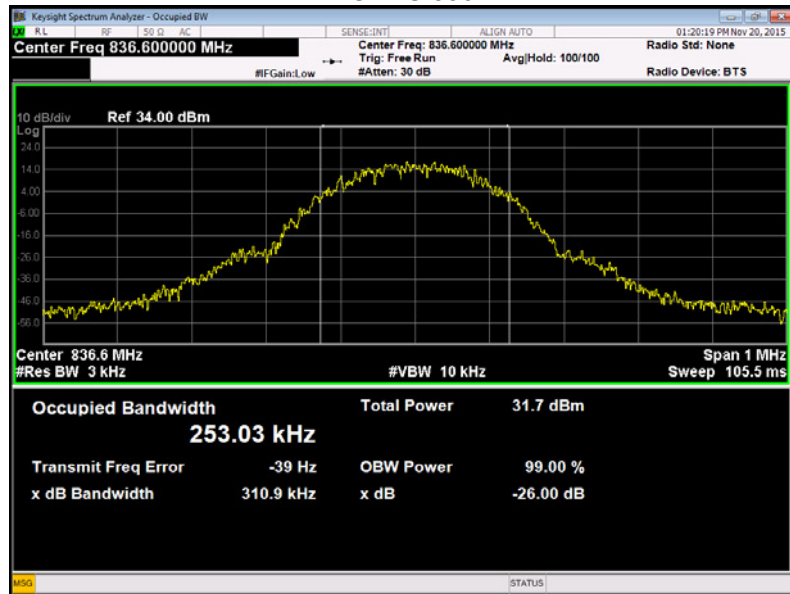 Keysight Spectrum Analyzer - Occupied BW
RL RF 50 Ω AC SENSE:INT ALIGN AUTO 01:20:19 PM Nov 20, 2015
Center Freq 836.600000 MHz Center Freq: 836.600000 MHz Radio Std: None
Trig: Free Run Avg|Hold: 100/100
#IFGain:Low #Atten: 30 dB Radio Device: BTS
10 dB/div Ref 34.00 dBm
Log
24.0
14.0
4.00
-6.00
-16.0
-26.0
-36.0
-46.0
-56.0
Center 836.6 MHz Span 1 MHz
#Res BW 3 kHz #VBW 10 kHz Sweep 105.5 ms
Occupied Bandwidth Total Power 31.7 dBm
253.03 kHz
Transmit Freq Error -39 Hz OBW Power 99.00 %
x dB Bandwidth 310.9 kHz x dB -26.00 dB
MSG STATUS